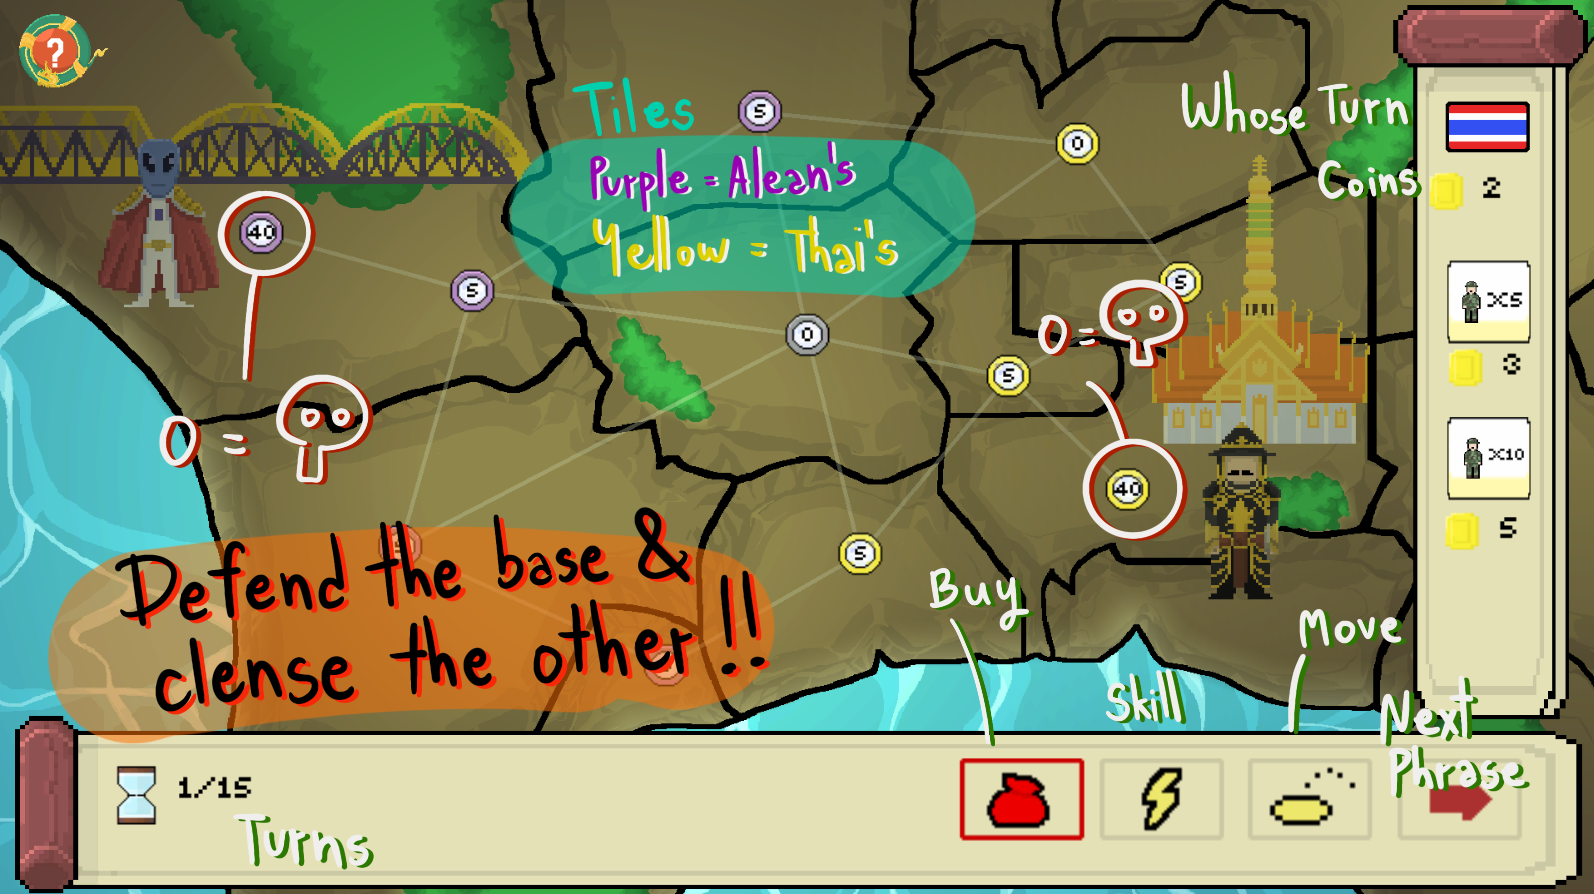 ?
Tiles
Purple = Alean's
Yellow = Thai's
Whose Turn
Coins
2
X5
3
X10
5
5
0
40
5
0
5
5
0 =
40
5
0 =
Defend the base &
clense the other !!
Buy
Skill
Move
Next
Phrase
1/15
Turns